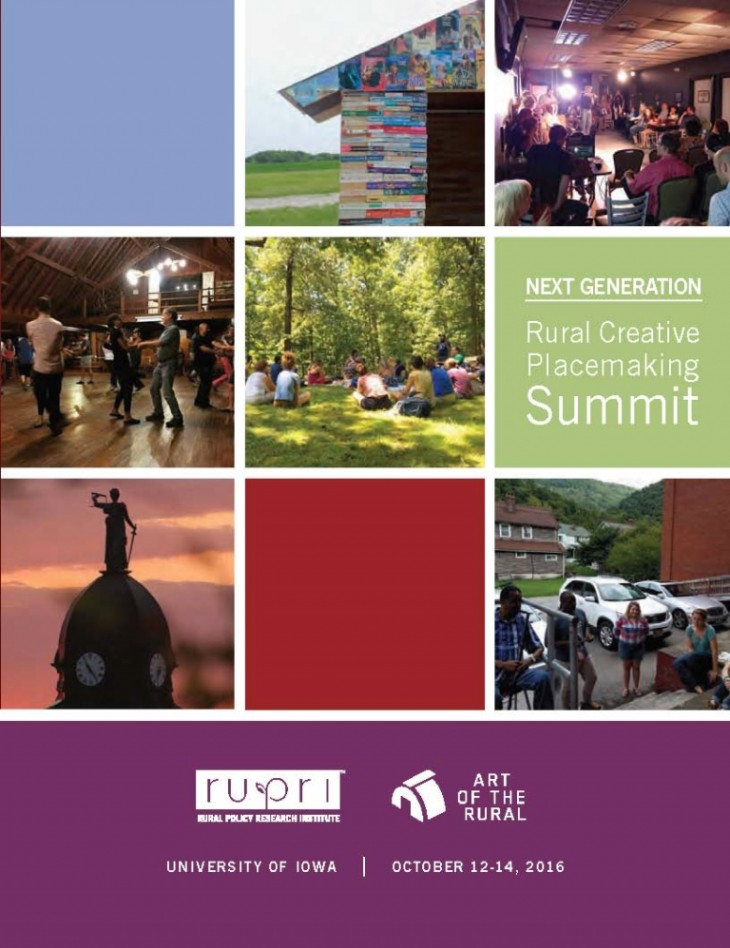 NEXT GENERATION
Rural Creative
Placemaking
Summit
rupri™
RURAL POLICY RESEARCH INSTITUTE
ART
OF THE
RURAL
UNIVERSITY OF IOWA | OCTOBER 12-14, 2016